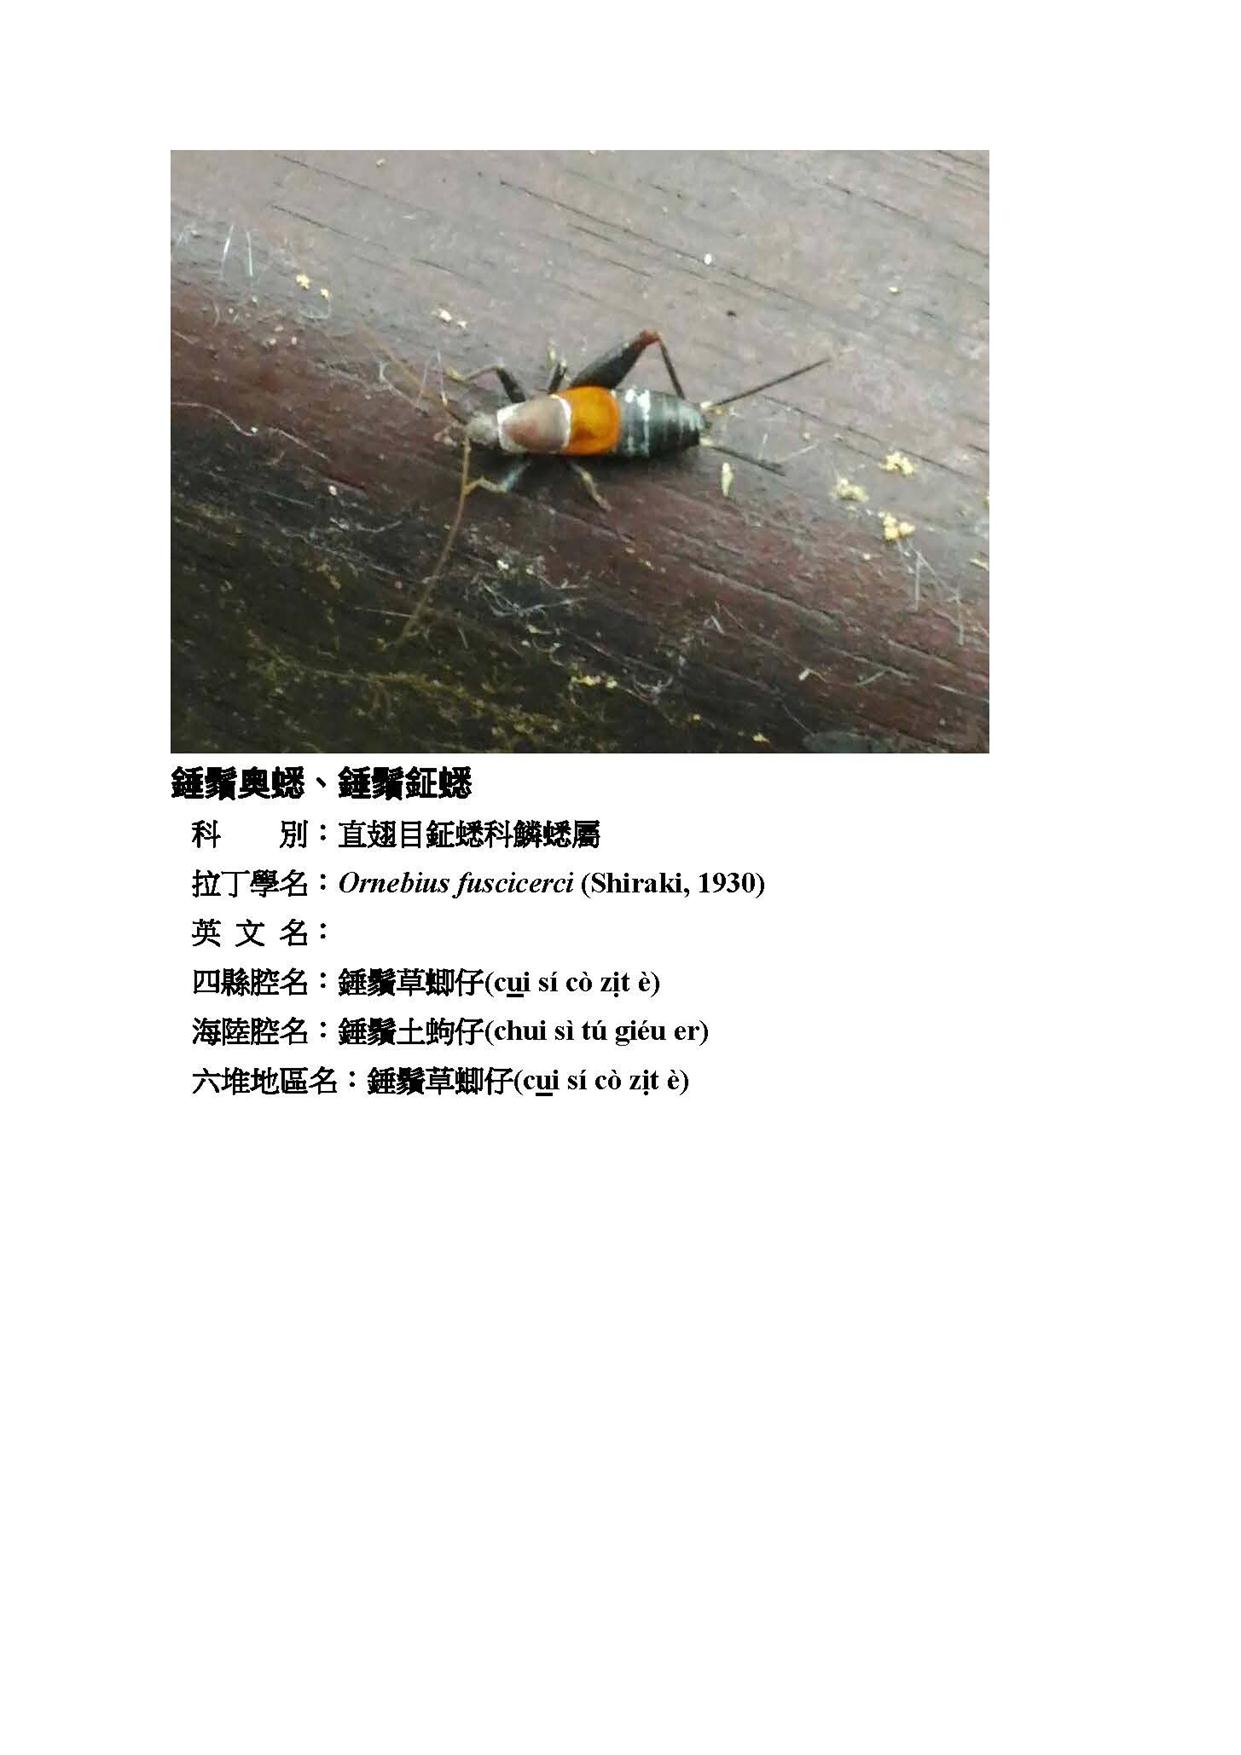 錘鬚奧蟋、錘鬚鉦蟋
科　　別：直翅目鉦蟋科鱗蟋屬
拉丁學名：Ornebius fuscicerci (Shiraki, 1930)
英 文 名：
四縣腔名：錘鬚草蝍仔(cui sí cò zṳt è)
海陸腔名：錘鬚土蚼仔(chui sì tú giéu er)
六堆地區名：錘鬚草蝍仔(cui sí cò zịt è)